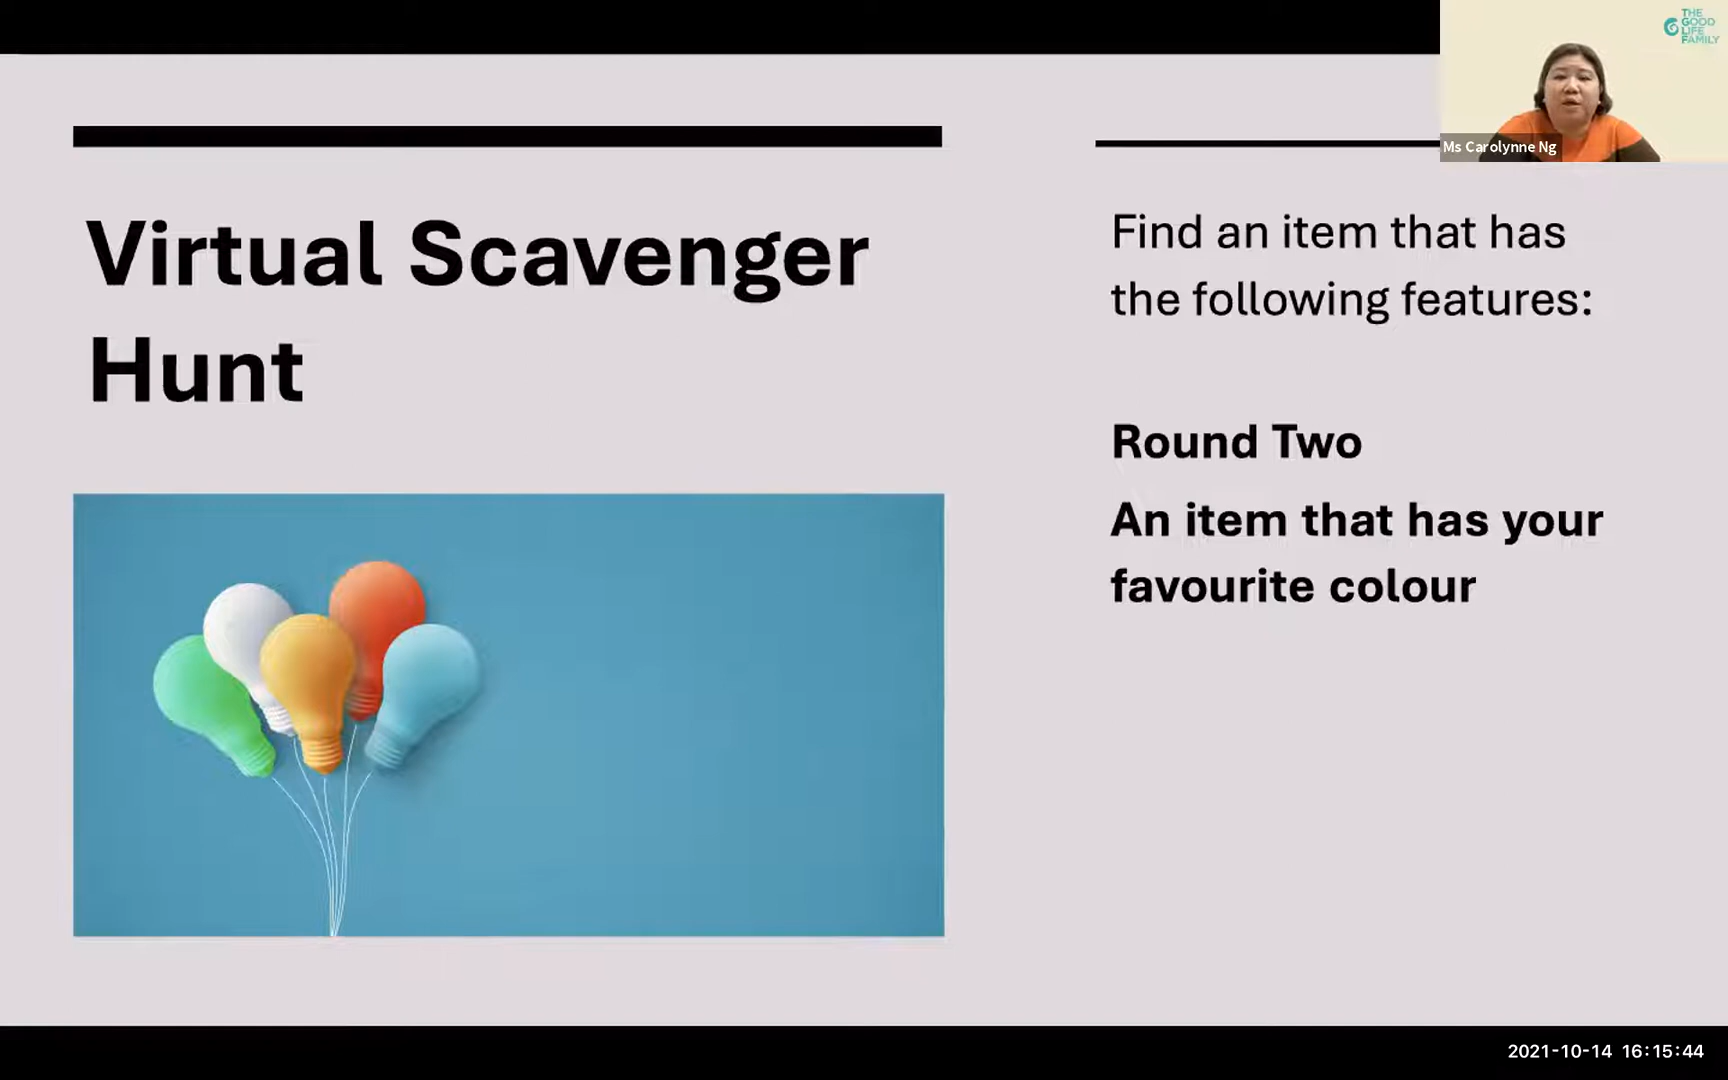 THE
GOOD
LIFE
FAMILY
Ms Carolynne Ng
Virtual Scavenger
Hunt
Find an item that has
the following features:
Round Two
An item that has your
favourite colour
2021-10-14 16:15:44